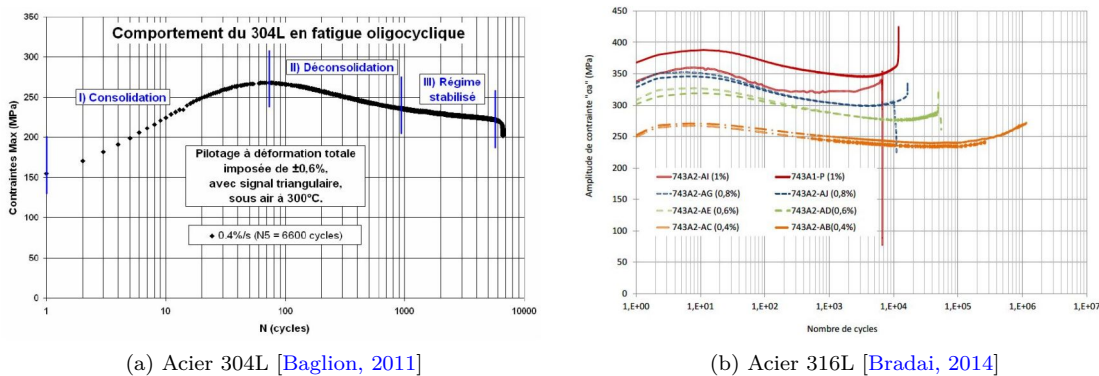 Comportement du 304L en fatigue oligocyclique
Contraintes Max (MPa)
350
300
250
200
150
100
50
0
I) Consolidation
II) Déconsolidation
III) Régime
stabilisé
Pilotage à déformation totale
imposée de ±0.6%.
avec signal triangulaire,
sous air à 300°C.
0.4%/s (N5 = 6600 cycles)
1 10 100 1000 10000
N (cycles)
(a) Acier 304L [Baglion, 2011]
Amplitude de contrainte "σa" (MPa)
450
400
350
300
250
200
150
100
50
0
743A2-AI (1%) 743A1-P (1%)
743A2-AG (0,8%) 743A2-AJ (0,8%)
743A2-AE (0,6%) 743A2-AD(0,6%)
743A2-AC (0,4%) 743A2-AB(0,4%)
1,E+00 1,E+01 1,E+02 1,E+03 1,E+04 1,E+05 1,E+06 1,E+07
Nombre de cycles
(b) Acier 316L [Bradai, 2014]